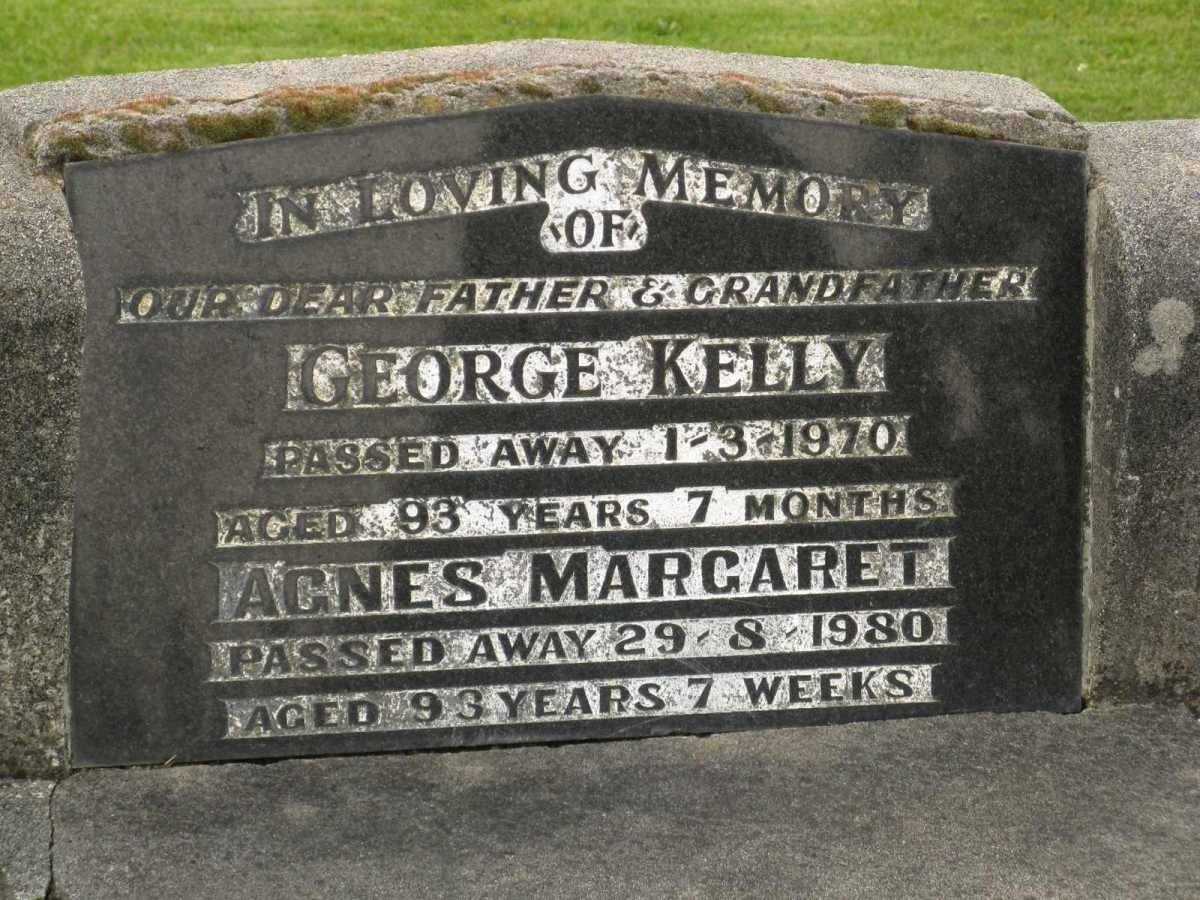 IN LOVING MEMORY
OF
OUR DEAR FATHER & GRANDFATHER
GEORGE KELLY
PASSED AWAY 1-3-1970
AGED 93 YEARS 7 MONTHS
AGNES MARGARET
PASSED AWAY 29-8-1980
AGED 93 YEARS 7 WEEKS